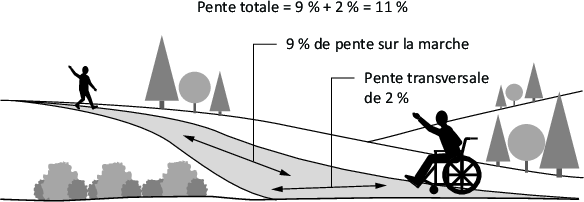 Pente totale = 9 % + 2 % = 11 %
9 % de pente sur la marche
Pente transversale
de 2 %